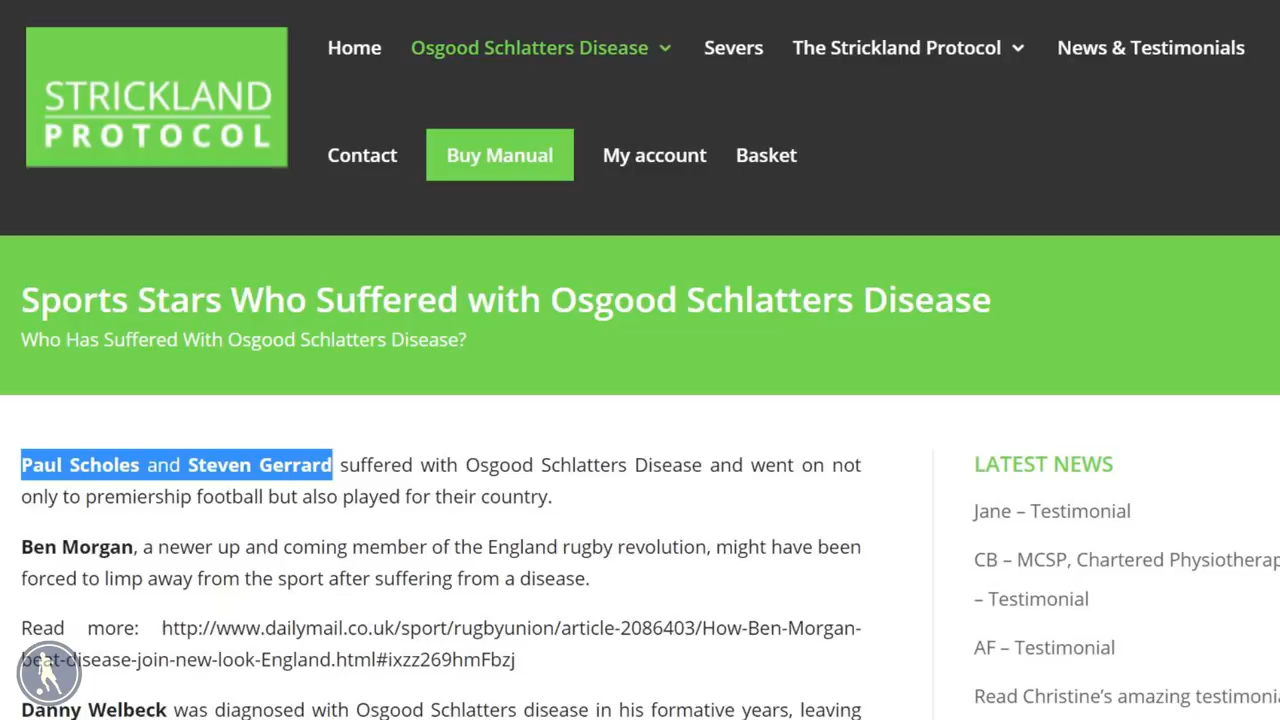 STRICKLAND
PROTOCOL
Home
Osgood Schlatters Disease
Severs
The Strickland Protocol
News & Testimonials
Contact
Buy Manual
My account
Basket
Sports Stars Who Suffered with Osgood Schlatters Disease
Who Has Suffered With Osgood Schlatters Disease?
Paul Scholes and Steven Gerrard suffered with Osgood Schlatters Disease and went on not
only to premiership football but also played for their country.
Ben Morgan, a newer up and coming member of the England rugby revolution, might have been
forced to limp away from the sport after suffering from a disease.
Read more: http://www.dailymail.co.uk/sport/rugbyunion/article-2086403/How-Ben-Morgan-
beat-disease-join-new-look-England.html#ixzz269hmFbzj
Danny Welbeck was diagnosed with Osgood Schlatters disease in his formative years, leaving
LATEST NEWS
Jane – Testimonial
CB – MCSP, Chartered Physiotherap
– Testimonial
AF – Testimonial
Read Christine's amazing testimoni